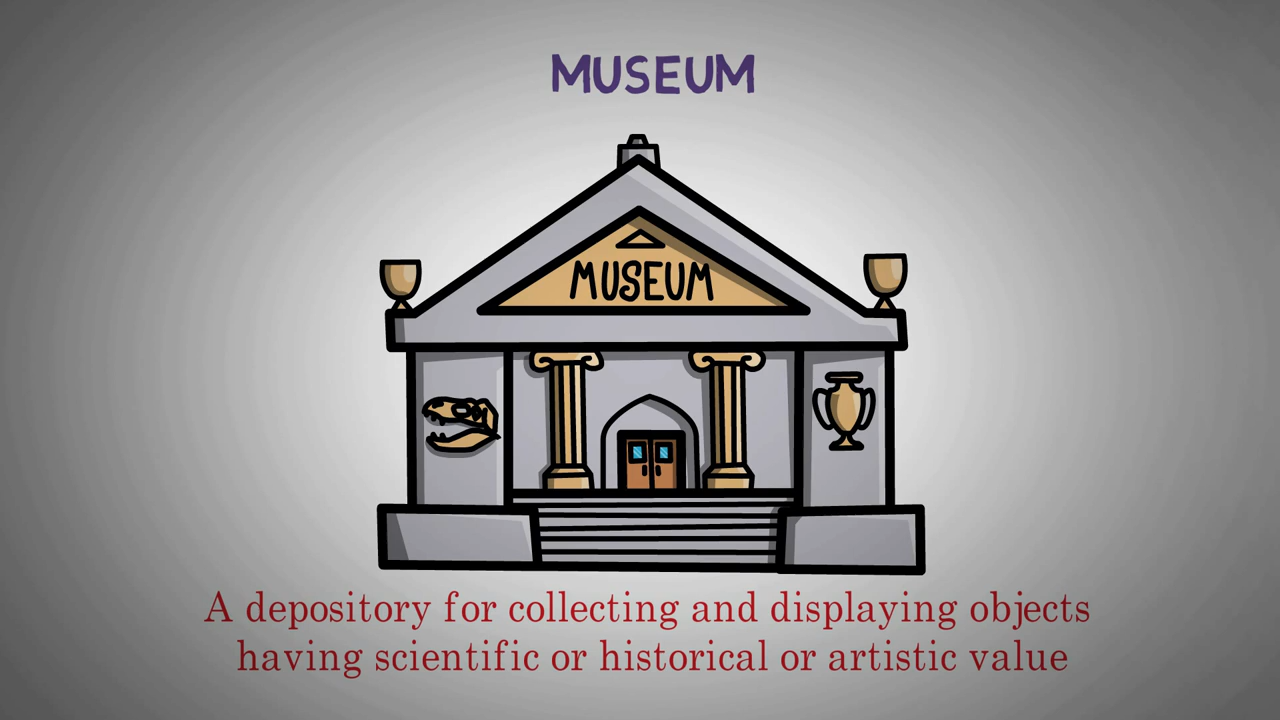 MUSEUM
MUSEUM
A depository for collecting and displaying objects
having scientific or historical or artistic value